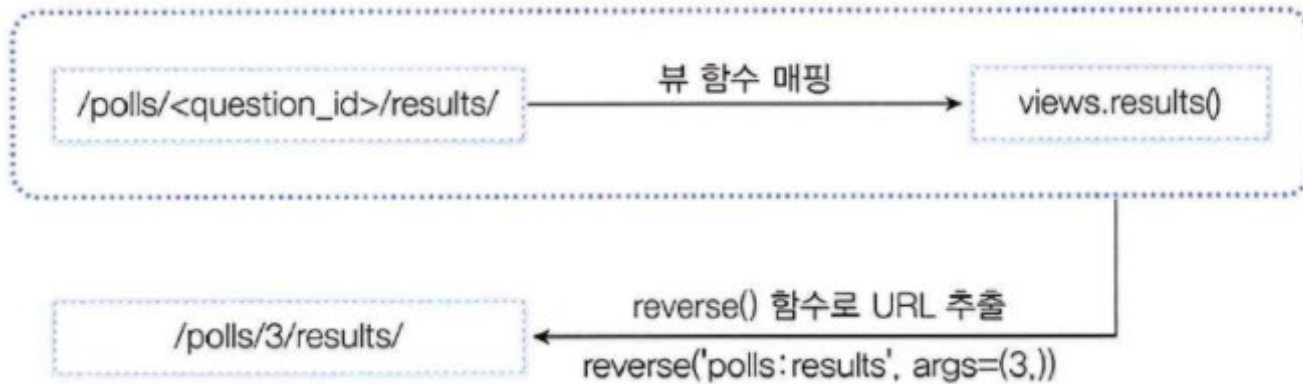 뷰 함수 매핑
/polls/<question_id>/results/
views.results()
reverse() 함수로 URL 추출
/polls/3/results/
reverse('polls:results', args=(3,))